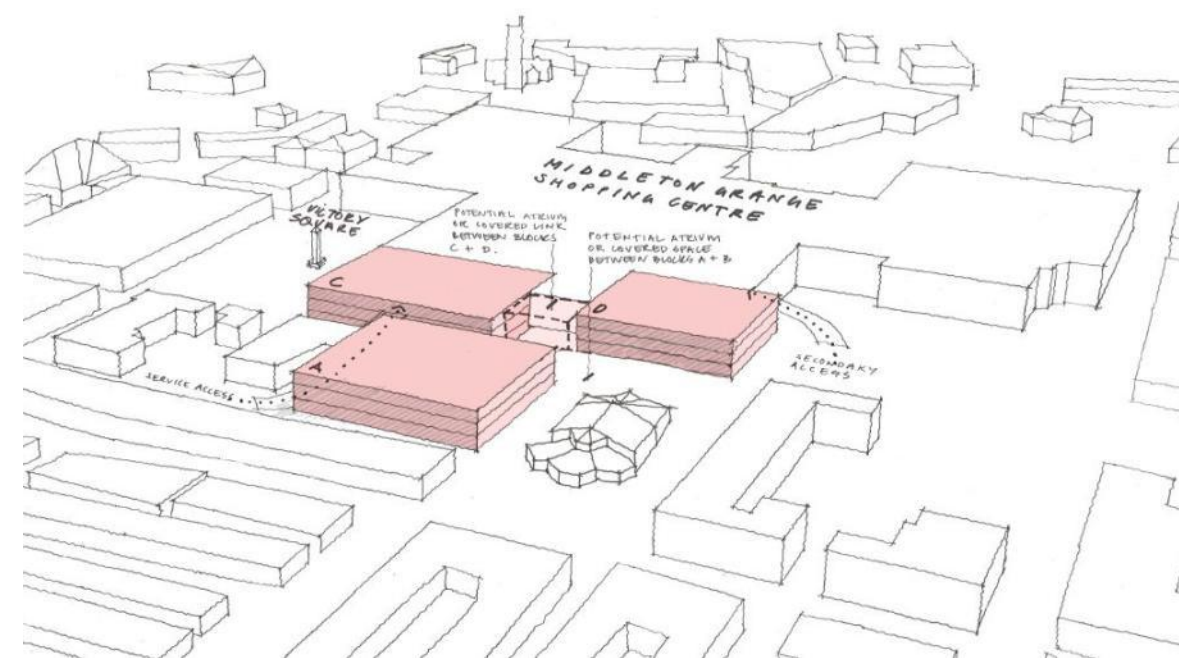 MIDDLETON GRANGE
SHOPPING CENTRE
VICTORY
SQUARE
POTENTIAL ATRIUM
OR COVERED LINK
BETWEEN BLOCKS
C + D.
POTENTIAL ATRIUM
OR COVERED SPACE
BETWEEN BLOCKS A + B
C
B
D
A
SERVICE ACCESS
SECONDARY
ACCESS